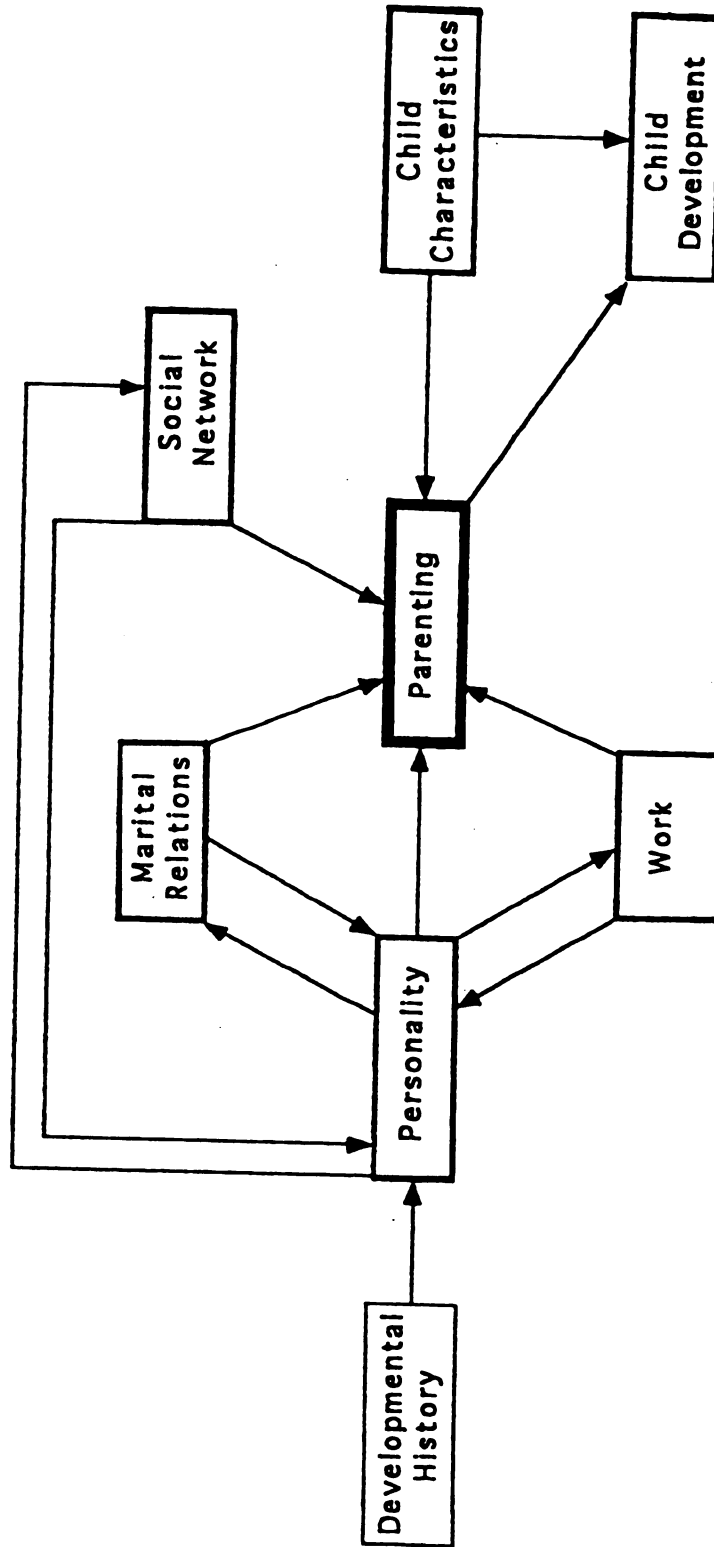 Social
Network
Marital
Relations
Developmental
History
Personality
Parenting
Child
Characteristics
Work
Child
Development